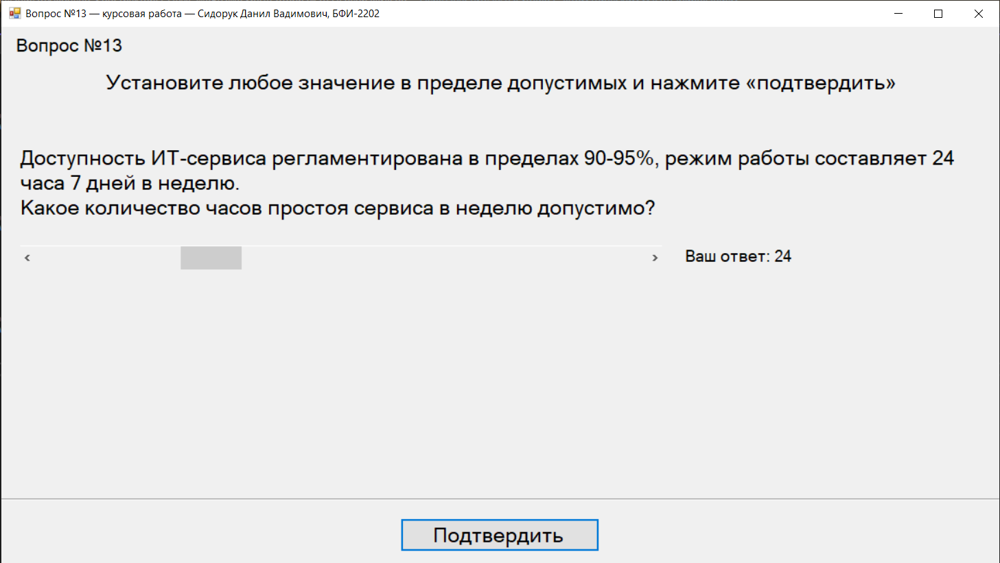 Вопрос №13 — курсовая работа — Сидорук Данил Вадимович, БФИ-2202
Вопрос №13
Установите любое значение в пределе допустимых и нажмите «подтвердить»
Доступность ИТ-сервиса регламентирована в пределах 90-95%, режим работы составляет 24
часа 7 дней в неделю.
Какое количество часов простоя сервиса в неделю допустимо?
Ваш ответ: 24
Подтвердить